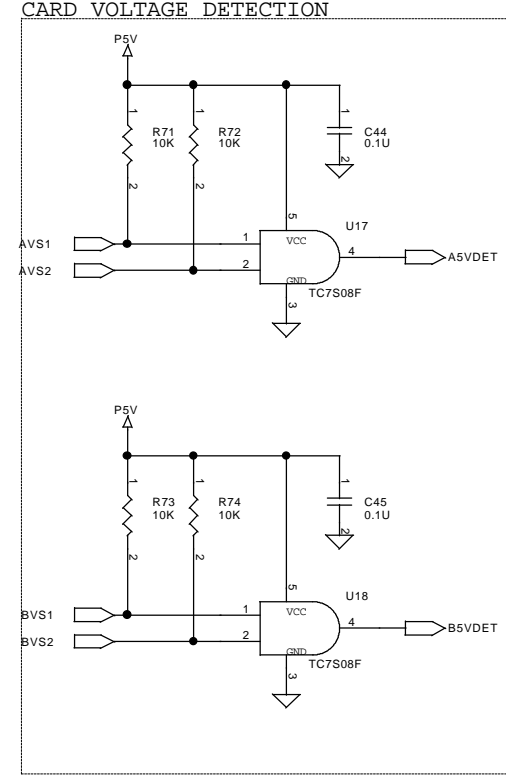 CARD VOLTAGE DETECTION
P5V
1 1 1
R71 R72 C44
10K 10K 0.1U
2 2 2
5 U17
AVS1 1 VCC 4 A5VDET
AVS2 2 GND
3 TC7S08F
P5V
1 1 1
R73 R74 C45
10K 10K 0.1U
2 2 2
5 U18
BVS1 1 VCC 4 B5VDET
BVS2 2 GND
3 TC7S08F